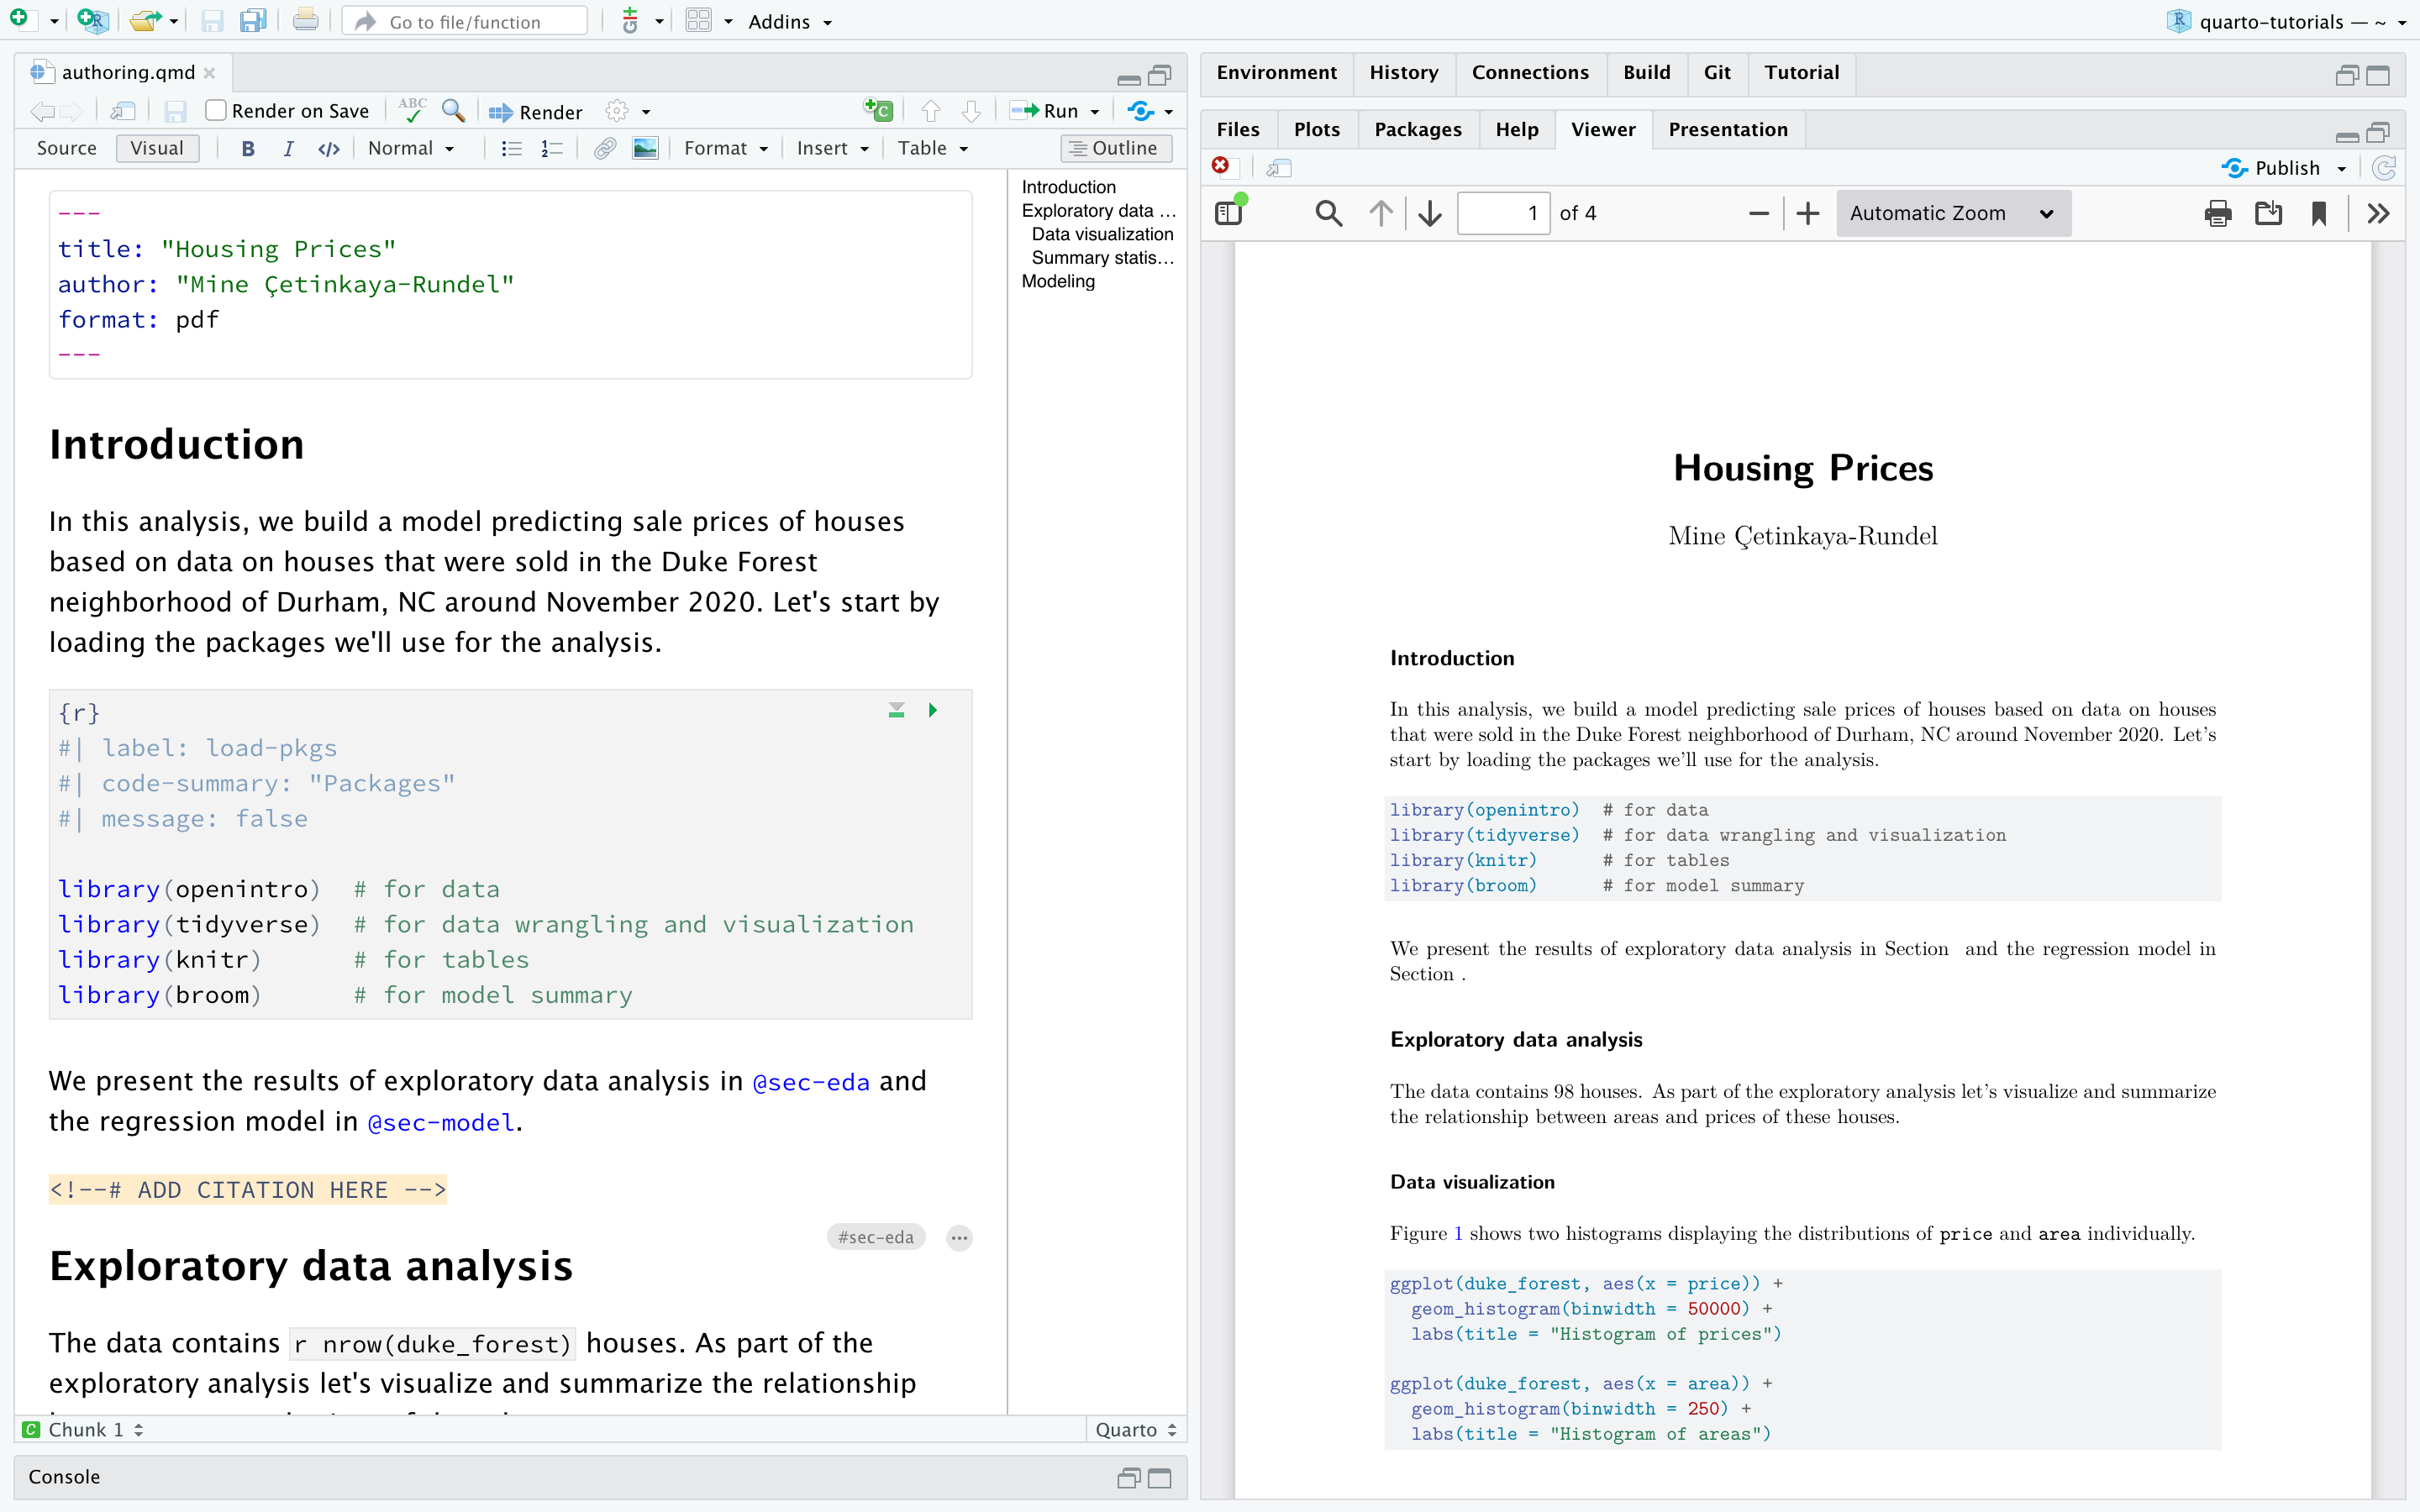 Go to file/function
Addins
quarto-tutorials — ~
authoring.qmd
Render on Save
ABC
Render
Run
Source
Visual
B
I
</>
Normal
Format
Insert
Table
Outline
---
title: "Housing Prices"
author: "Mine Çetinkaya-Rundel"
format: pdf
---
Introduction
In this analysis, we build a model predicting sale prices of houses
based on data on houses that were sold in the Duke Forest
neighborhood of Durham, NC around November 2020. Let's start by
loading the packages we'll use for the analysis.
{r}
#| label: load-pkgs
#| code-summary: "Packages"
#| message: false
library(openintro)  # for data
library(tidyverse)  # for data wrangling and visualization
library(knitr)      # for tables
library(broom)      # for model summary
We present the results of exploratory data analysis in @sec-eda and
the regression model in @sec-model.
<!--# ADD CITATION HERE -->
#sec-eda
Exploratory data analysis
The data contains r nrow(duke_forest) houses. As part of the
exploratory analysis let's visualize and summarize the relationship
Introduction
Exploratory data ...
Data visualization
Summary statis...
Modeling
Chunk 1
Quarto
Console
Environment
History
Connections
Build
Git
Tutorial
Files
Plots
Packages
Help
Viewer
Presentation
Publish
1 of 4
Automatic Zoom
Housing Prices
Mine Çetinkaya-Rundel
Introduction
In this analysis, we build a model predicting sale prices of houses based on data on houses
that were sold in the Duke Forest neighborhood of Durham, NC around November 2020. Let's
start by loading the packages we'll use for the analysis.
library(openintro)  # for data
library(tidyverse)  # for data wrangling and visualization
library(knitr)      # for tables
library(broom)      # for model summary
We present the results of exploratory data analysis in Section  and the regression model in
Section .
Exploratory data analysis
The data contains 98 houses. As part of the exploratory analysis let's visualize and summarize
the relationship between areas and prices of these houses.
Data visualization
Figure 1 shows two histograms displaying the distributions of price and area individually.
ggplot(duke_forest, aes(x = price)) +
  geom_histogram(binwidth = 50000) +
  labs(title = "Histogram of prices")
ggplot(duke_forest, aes(x = area)) +
  geom_histogram(binwidth = 250) +
  labs(title = "Histogram of areas")